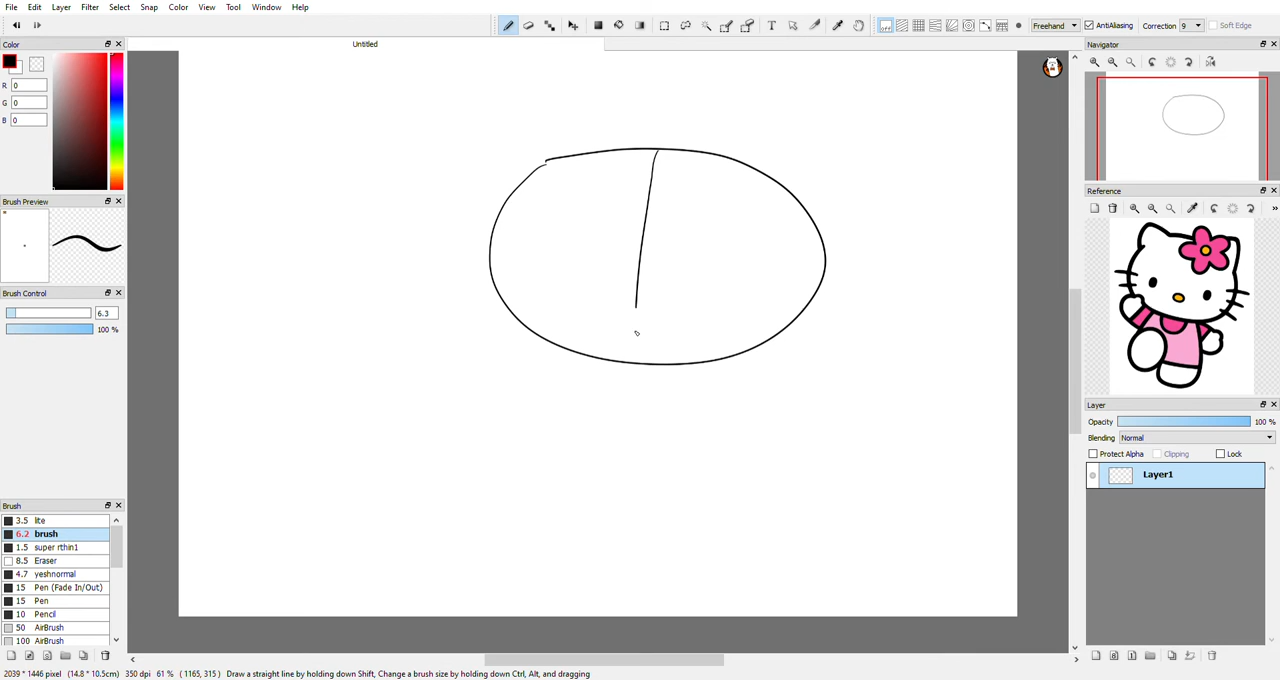 File Edit Layer Filter Select Snap Color View Tool Window Help
Freehand AntiAliasing Correction 9 Soft Edge
Color
Untitled
Navigator
R 0
G 0
B 0
Reference
Brush Preview
Brush Control
6.3
100 %
Layer
Opacity 100 %
Blending Normal
Protect Alpha Clipping Lock
Layer1
Brush
3.5 lite
6.2 brush
1.5 super rthin1
8.5 Eraser
4.7 yeshnormal
15 Pen (Fade In/Out)
15 Pen
10 Pencil
50 AirBrush
100 AirBrush
2039 * 1446 pixel (14.8 * 10.5cm) 350 dpi 61 % ( 1165, 315 ) Draw a straight line by holding down Shift, Change a brush size by holding down Ctrl, Alt, and dragging